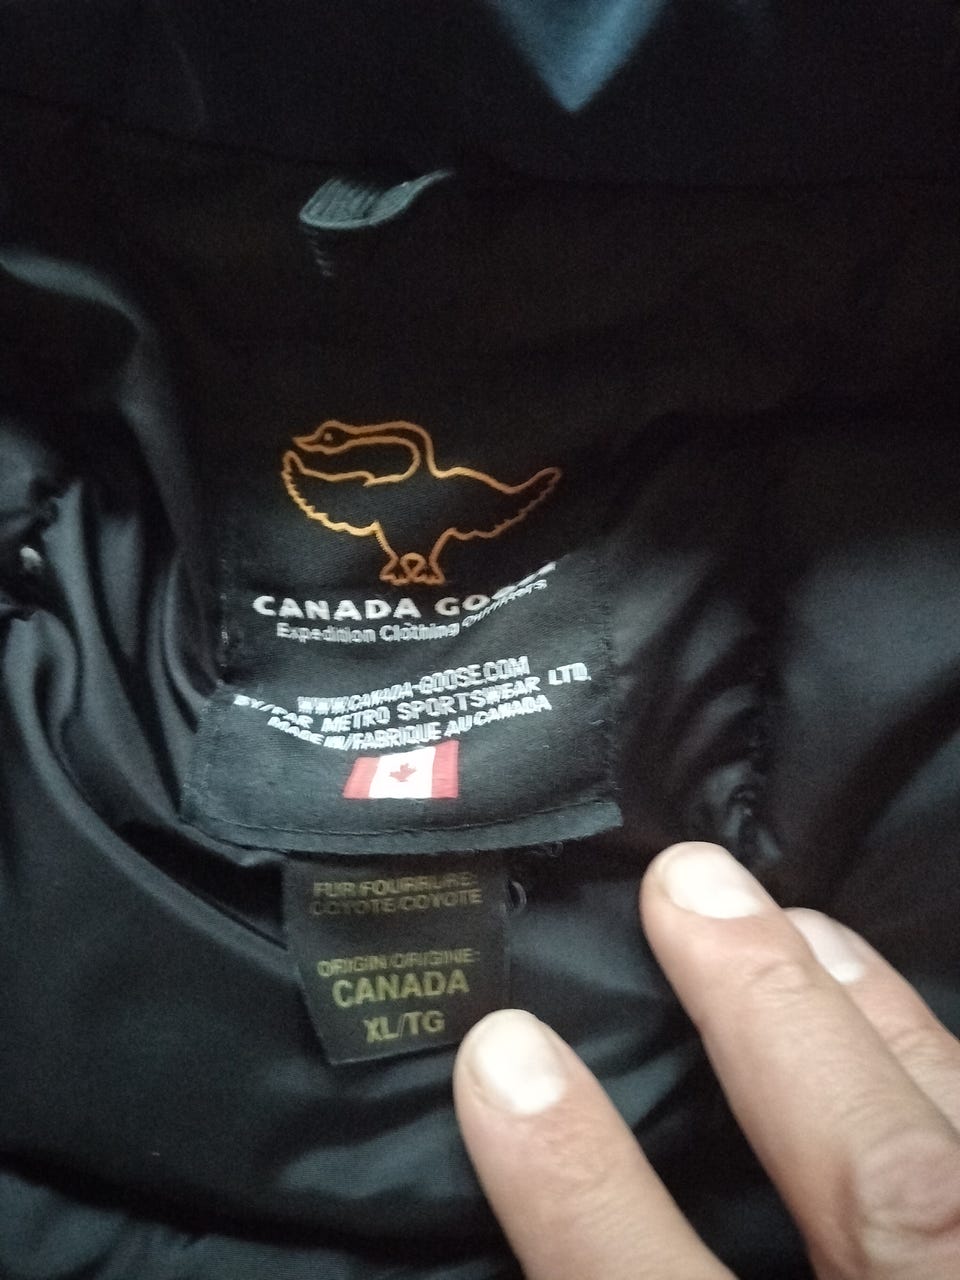 CANADA GOOSE
Expedition Clothing Outfitters
WWW.CANADA-GOOSE.COM
BY/PAR METRO SPORTSWEAR LTD.
MADE IN/FABRIQUE AU CANADA
FUR FOURRURE:
COYOTE COYOTE
ORIGIN ORIGINE:
CANADA
XL/TG